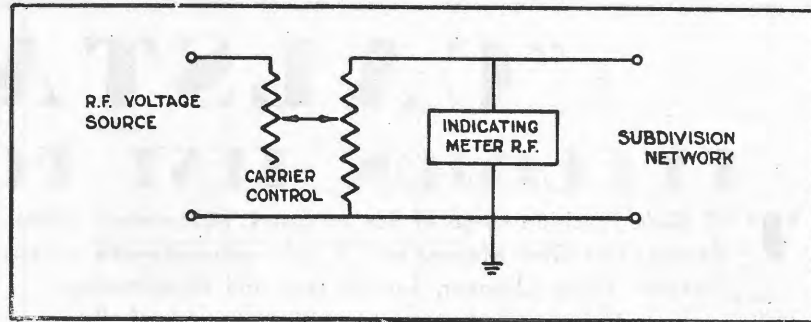 R.F. VOLTAGE
SOURCE
CARRIER
CONTROL
INDICATING
METER R.F.
SUBDIVISION
NETWORK